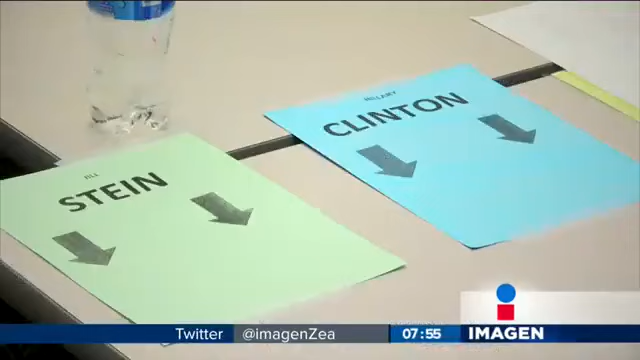 HILLARY
CLINTON
JILL
STEIN
Twitter @imagenZea 07:55 IMAGEN